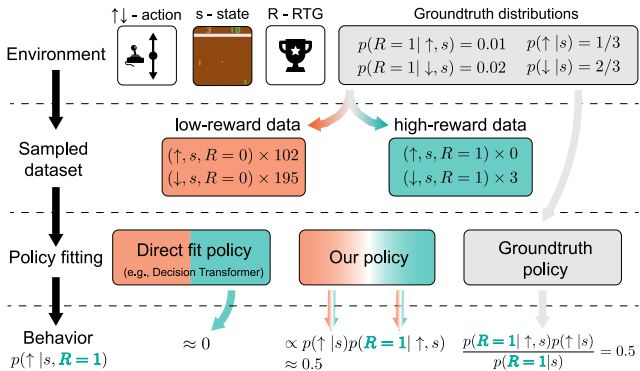 ↑↓ - action
s - state
R - RTG
Groundtruth distributions
3 10
Environment
p(R = 1| ↑, s) = 0.01 p(↑ |s) = 1/3
p(R = 1| ↓, s) = 0.02 p(↓ |s) = 2/3
low-reward data
high-reward data
Sampled
dataset
(↑, s, R = 0) × 102
(↓, s, R = 0) × 195
(↑, s, R = 1) × 0
(↓, s, R = 1) × 3
Policy fitting
Direct fit policy
(e.g., Decision Transformer)
Our policy
Groundtruth
policy
Behavior
p(↑ |s, R = 1)
≈ 0
∝ p(↑ |s)p(R = 1| ↑, s)
≈ 0.5
p(R = 1| ↑, s)p(↑ |s)
p(R = 1|s)
= 0.5